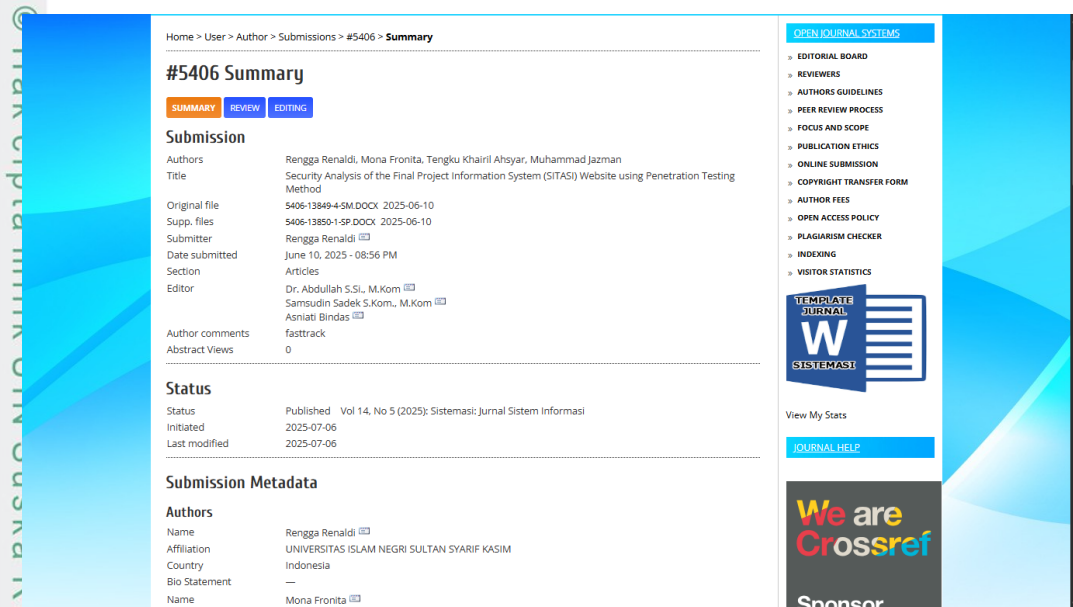 © Hak cipta milik UIN Suska R
Home > User > Author > Submissions > #5406 > Summary
#5406 Summary
SUMMARY REVIEW EDITING
Submission
Authors Rengga Renaldi, Mona Fronita, Tengku Khairil Ahsyar, Muhammad Jazman
Title Security Analysis of the Final Project Information System (SITASI) Website using Penetration Testing
Method
Original file 5406-13849-4-SM.DOCX 2025-06-10
Supp. files 5406-13850-1-SP.DOCX 2025-06-10
Submitter Rengga Renaldi
Date submitted June 10, 2025 - 08:56 PM
Section Articles
Editor Dr. Abdullah S.Si., M.Kom
Samsudin Sadek S.Kom., M.Kom
Asniati Bindas
Author comments fasttrack
Abstract Views 0
Status
Status Published Vol 14, No 5 (2025): Sistemasi: Jurnal Sistem Informasi
Initiated 2025-07-06
Last modified 2025-07-06
Submission Metadata
Authors
Name Rengga Renaldi
Affiliation UNIVERSITAS ISLAM NEGRI SULTAN SYARIF KASIM
Country Indonesia
Bio Statement —
Name Mona Fronita
OPEN JOURNAL SYSTEMS
» EDITORIAL BOARD
» REVIEWERS
» AUTHORS GUIDELINES
» PEER REVIEW PROCESS
» FOCUS AND SCOPE
» PUBLICATION ETHICS
» ONLINE SUBMISSION
» COPYRIGHT TRANSFER FORM
» AUTHOR FEES
» OPEN ACCESS POLICY
» PLAGIARISM CHECKER
» INDEXING
» VISITOR STATISTICS
TEMPLATE
JURNAL
W
SISTEMASI
View My Stats
JOURNAL HELP
We are
Crossref
Sponsor